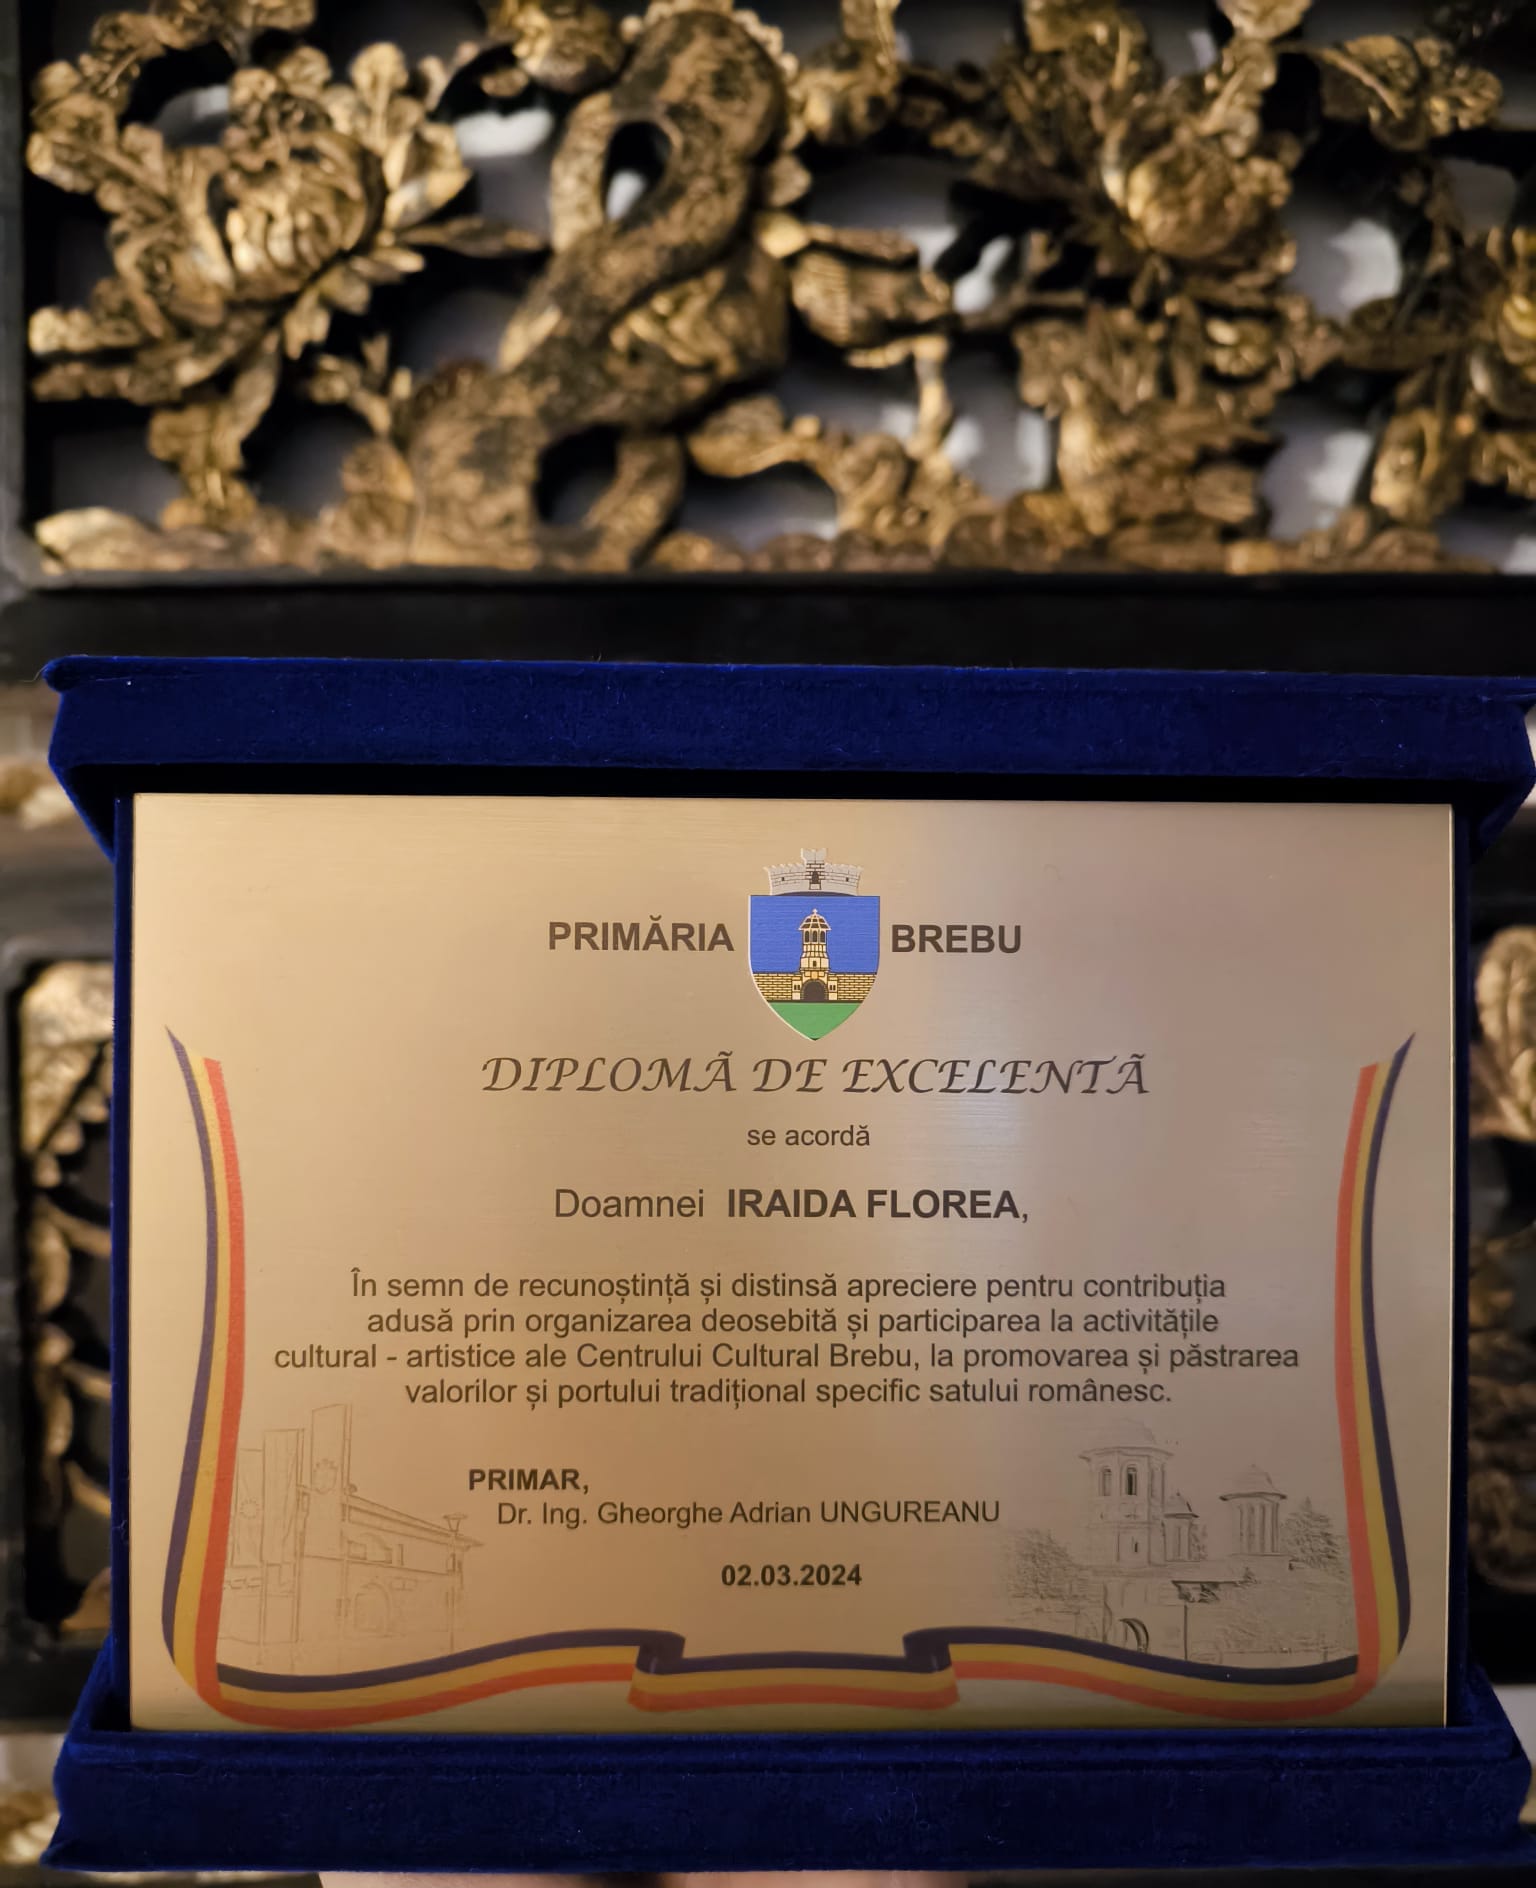 PRIMĂRIA BREBU
DIPLOMÃ DE EXCELENTÃ
se acordă
Doamnei IRAIDA FLOREA,
În semn de recunoștință și distinsă apreciere pentru contribuția
adusă prin organizarea deosebită și participarea la activitățile
cultural - artistice ale Centrului Cultural Brebu, la promovarea și păstrarea
valorilor și portului tradițional specific satului românesc.
PRIMAR,
Dr. Ing. Gheorghe Adrian UNGUREANU
02.03.2024